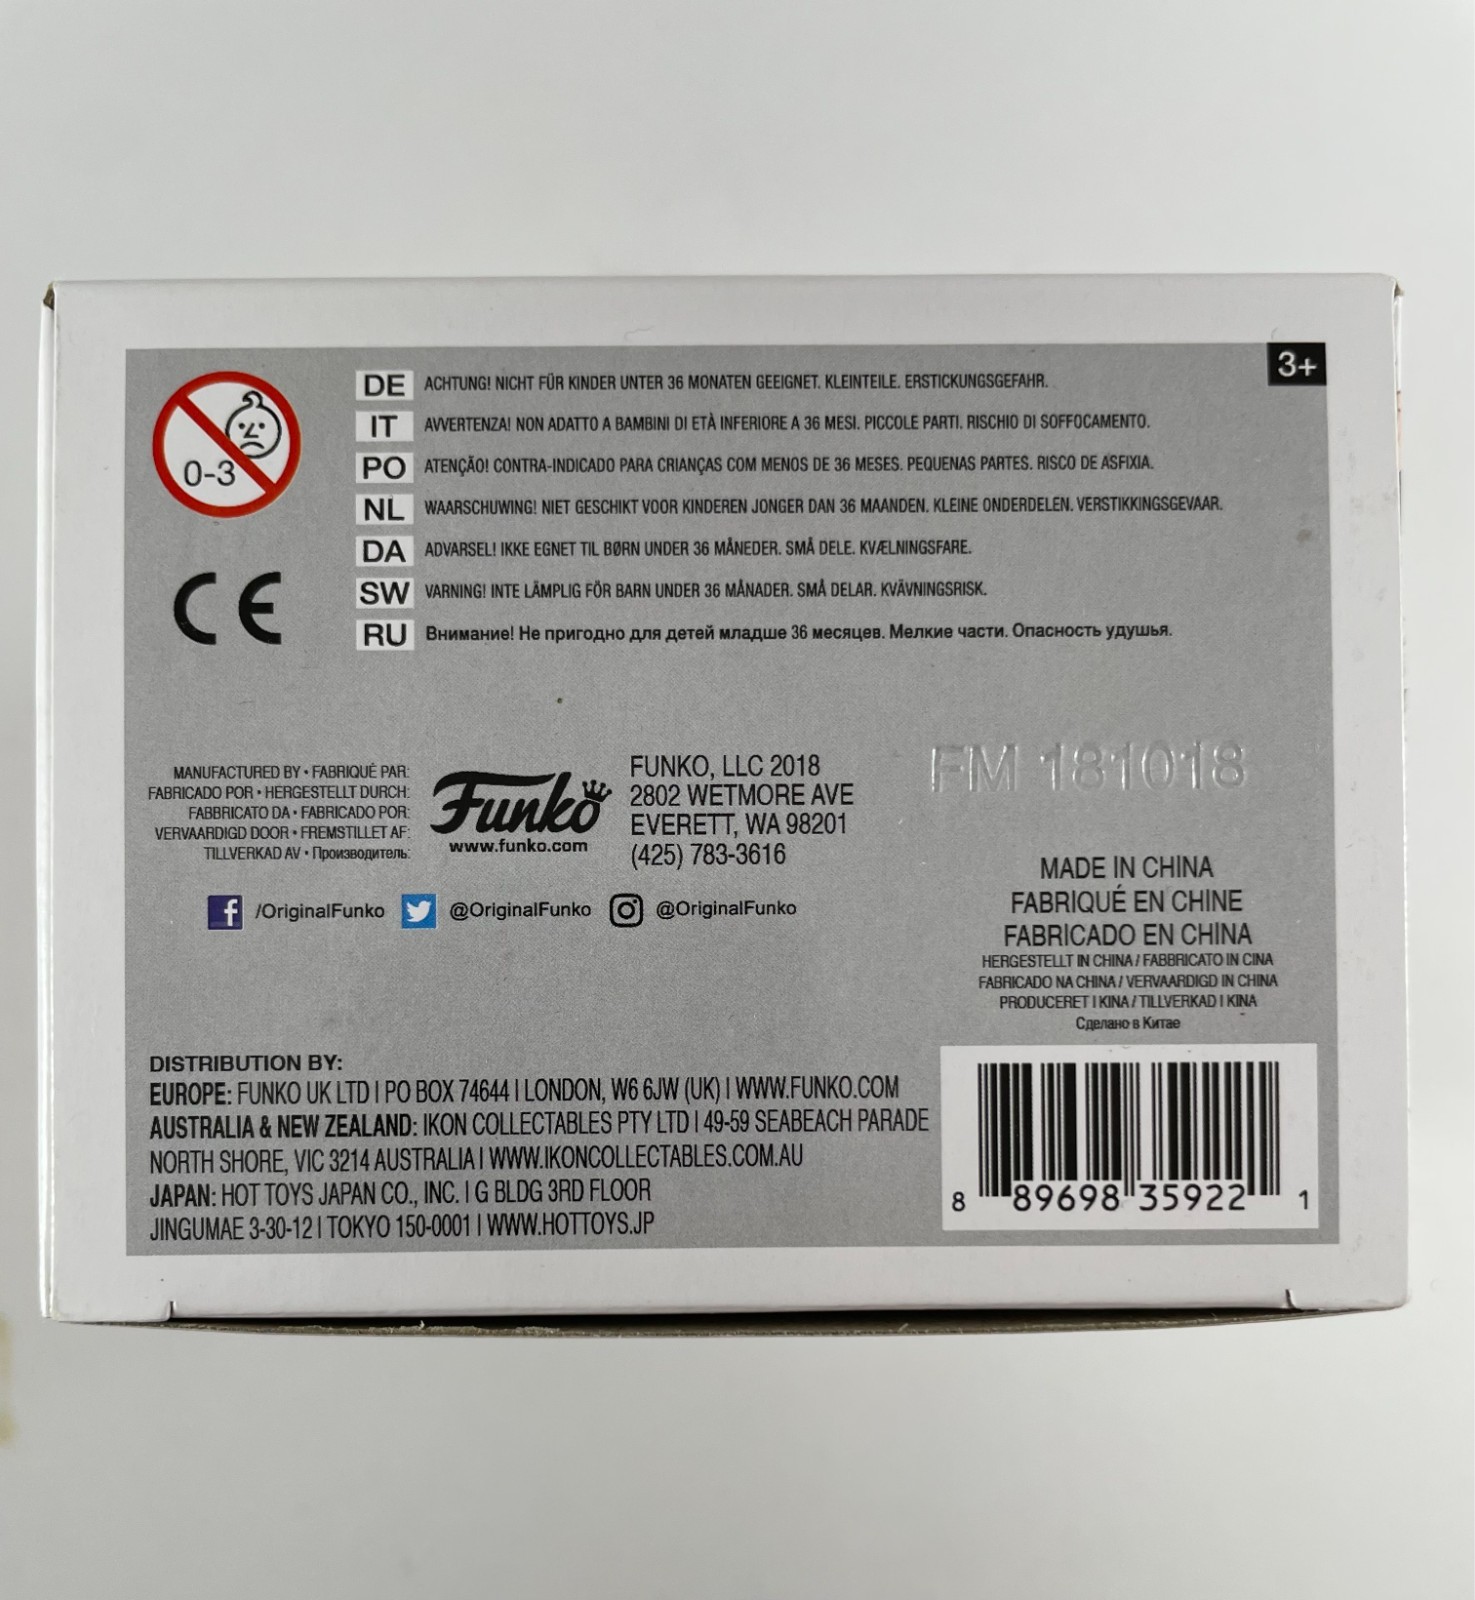 3+
0-3
DE ACHTUNG! NICHT FÜR KINDER UNTER 36 MONATEN GEEIGNET. KLEINTEILE. ERSTICKUNGSGEFAHR.
IT AVVERTENZA! NON ADATTO A BAMBINI DI ETÀ INFERIORE A 36 MESI. PICCOLE PARTI. RISCHIO DI SOFFOCAMENTO.
PO ATENÇÃO! CONTRA-INDICADO PARA CRIANÇAS COM MENOS DE 36 MESES. PEQUENAS PARTES. RISCO DE ASFIXIA.
NL WAARSCHUWING! NIET GESCHIKT VOOR KINDEREN JONGER DAN 36 MAANDEN. KLEINE ONDERDELEN. VERSTIKKINGSGEVAAR.
DA ADVARSEL! IKKE EGNET TIL BØRN UNDER 36 MÅNEDER. SMÅ DELE. KVÆLNINGSFARE.
SW VARNING! INTE LÄMPLIG FÖR BARN UNDER 36 MÅNADER. SMÅ DELAR. KVÄVNINGSRISK.
RU Внимание! Не пригодно для детей младше 36 месяцев. Мелкие части. Опасность удушья.
CE
MANUFACTURED BY • FABRIQUÉ PAR:
FABRICADO POR • HERGESTELLT DURCH:
FABBRICATO DA • FABRICADO POR:
VERVAARDIGD DOOR • FREMSTILLET AF:
TILLVERKAD AV • Производитель:
Funko
www.funko.com
FUNKO, LLC 2018
2802 WETMORE AVE
EVERETT, WA 98201
(425) 783-3616
FM 181018
/OriginalFunko @OriginalFunko @OriginalFunko
MADE IN CHINA
FABRIQUÉ EN CHINE
FABRICADO EN CHINA
HERGESTELLT IN CHINA / FABBRICATO IN CINA
FABRICADO NA CHINA / VERVAARDIGD IN CHINA
PRODUCERET I KINA / TILLVERKAD I KINA
Сделано в Китае
DISTRIBUTION BY:
EUROPE: FUNKO UK LTD | PO BOX 74644 | LONDON, W6 6JW (UK) | WWW.FUNKO.COM
AUSTRALIA & NEW ZEALAND: IKON COLLECTABLES PTY LTD | 49-59 SEABEACH PARADE
NORTH SHORE, VIC 3214 AUSTRALIA | WWW.IKONCOLLECTABLES.COM.AU
JAPAN: HOT TOYS JAPAN CO., INC. | G BLDG 3RD FLOOR
JINGUMAE 3-30-12 | TOKYO 150-0001 | WWW.HOTTOYS.JP
8 89698 35922 1